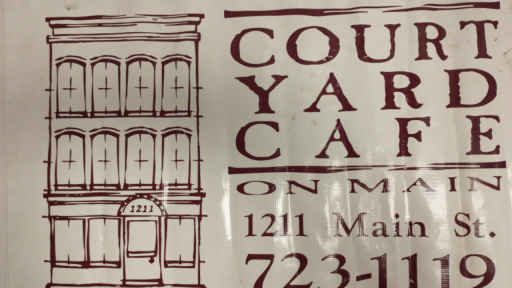 1211
COURT
YARD
CAFE
ON MAIN
1211 Main St.
723-1119